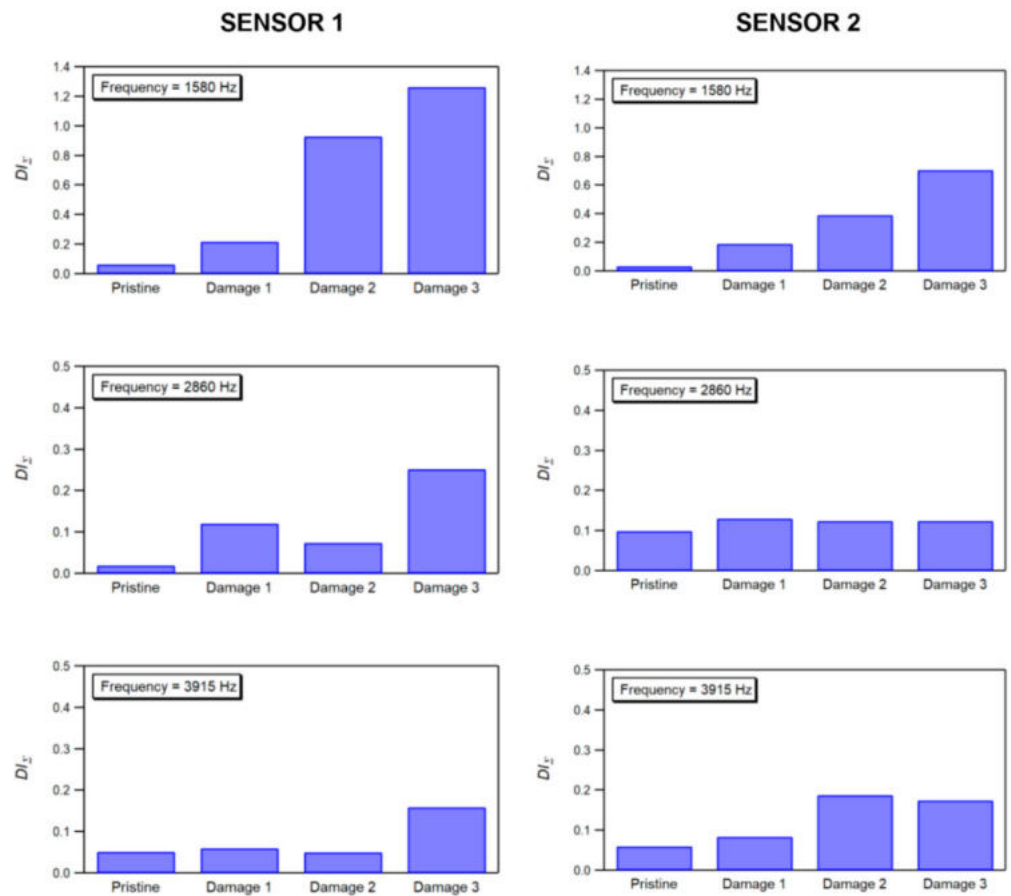 SENSOR 1
SENSOR 2
Frequency = 1580 Hz
1.4
1.2
1.0
0.8
0.6
0.4
0.2
0.0
DI_Σ
Pristine Damage 1 Damage 2 Damage 3
Frequency = 1580 Hz
1.4
1.2
1.0
0.8
0.6
0.4
0.2
0.0
DI_Σ
Pristine Damage 1 Damage 2 Damage 3
Frequency = 2860 Hz
0.5
0.4
0.3
0.2
0.1
0.0
DI_Σ
Pristine Damage 1 Damage 2 Damage 3
Frequency = 2860 Hz
0.5
0.4
0.3
0.2
0.1
0.0
DI_Σ
Pristine Damage 1 Damage 2 Damage 3
Frequency = 3915 Hz
0.5
0.4
0.3
0.2
0.1
0.0
DI_Σ
Pristine Damage 1 Damage 2 Damage 3
Frequency = 3915 Hz
0.5
0.4
0.3
0.2
0.1
0.0
DI_Σ
Pristine Damage 1 Damage 2 Damage 3